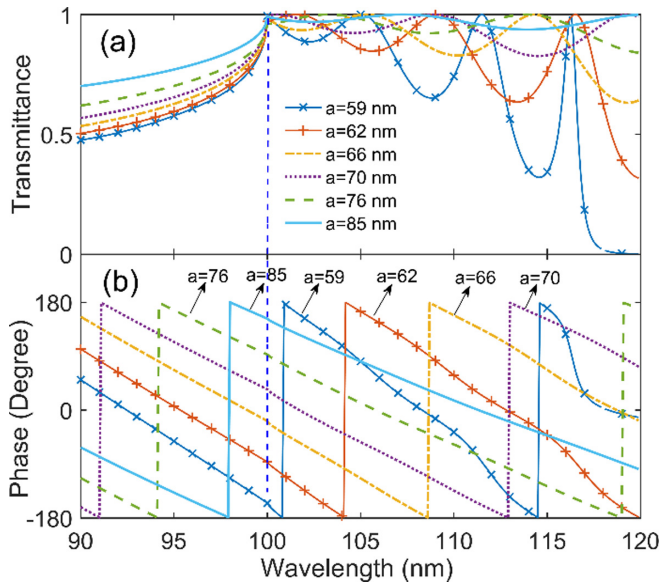 (a)
1
0.5
0
Transmittance
a=59 nm
a=62 nm
a=66 nm
a=70 nm
a=76 nm
a=85 nm
(b)
a=76 a=85 a=59 a=62 a=66 a=70
180
0
-180
Phase (Degree)
90 95 100 105 110 115 120
Wavelength (nm)